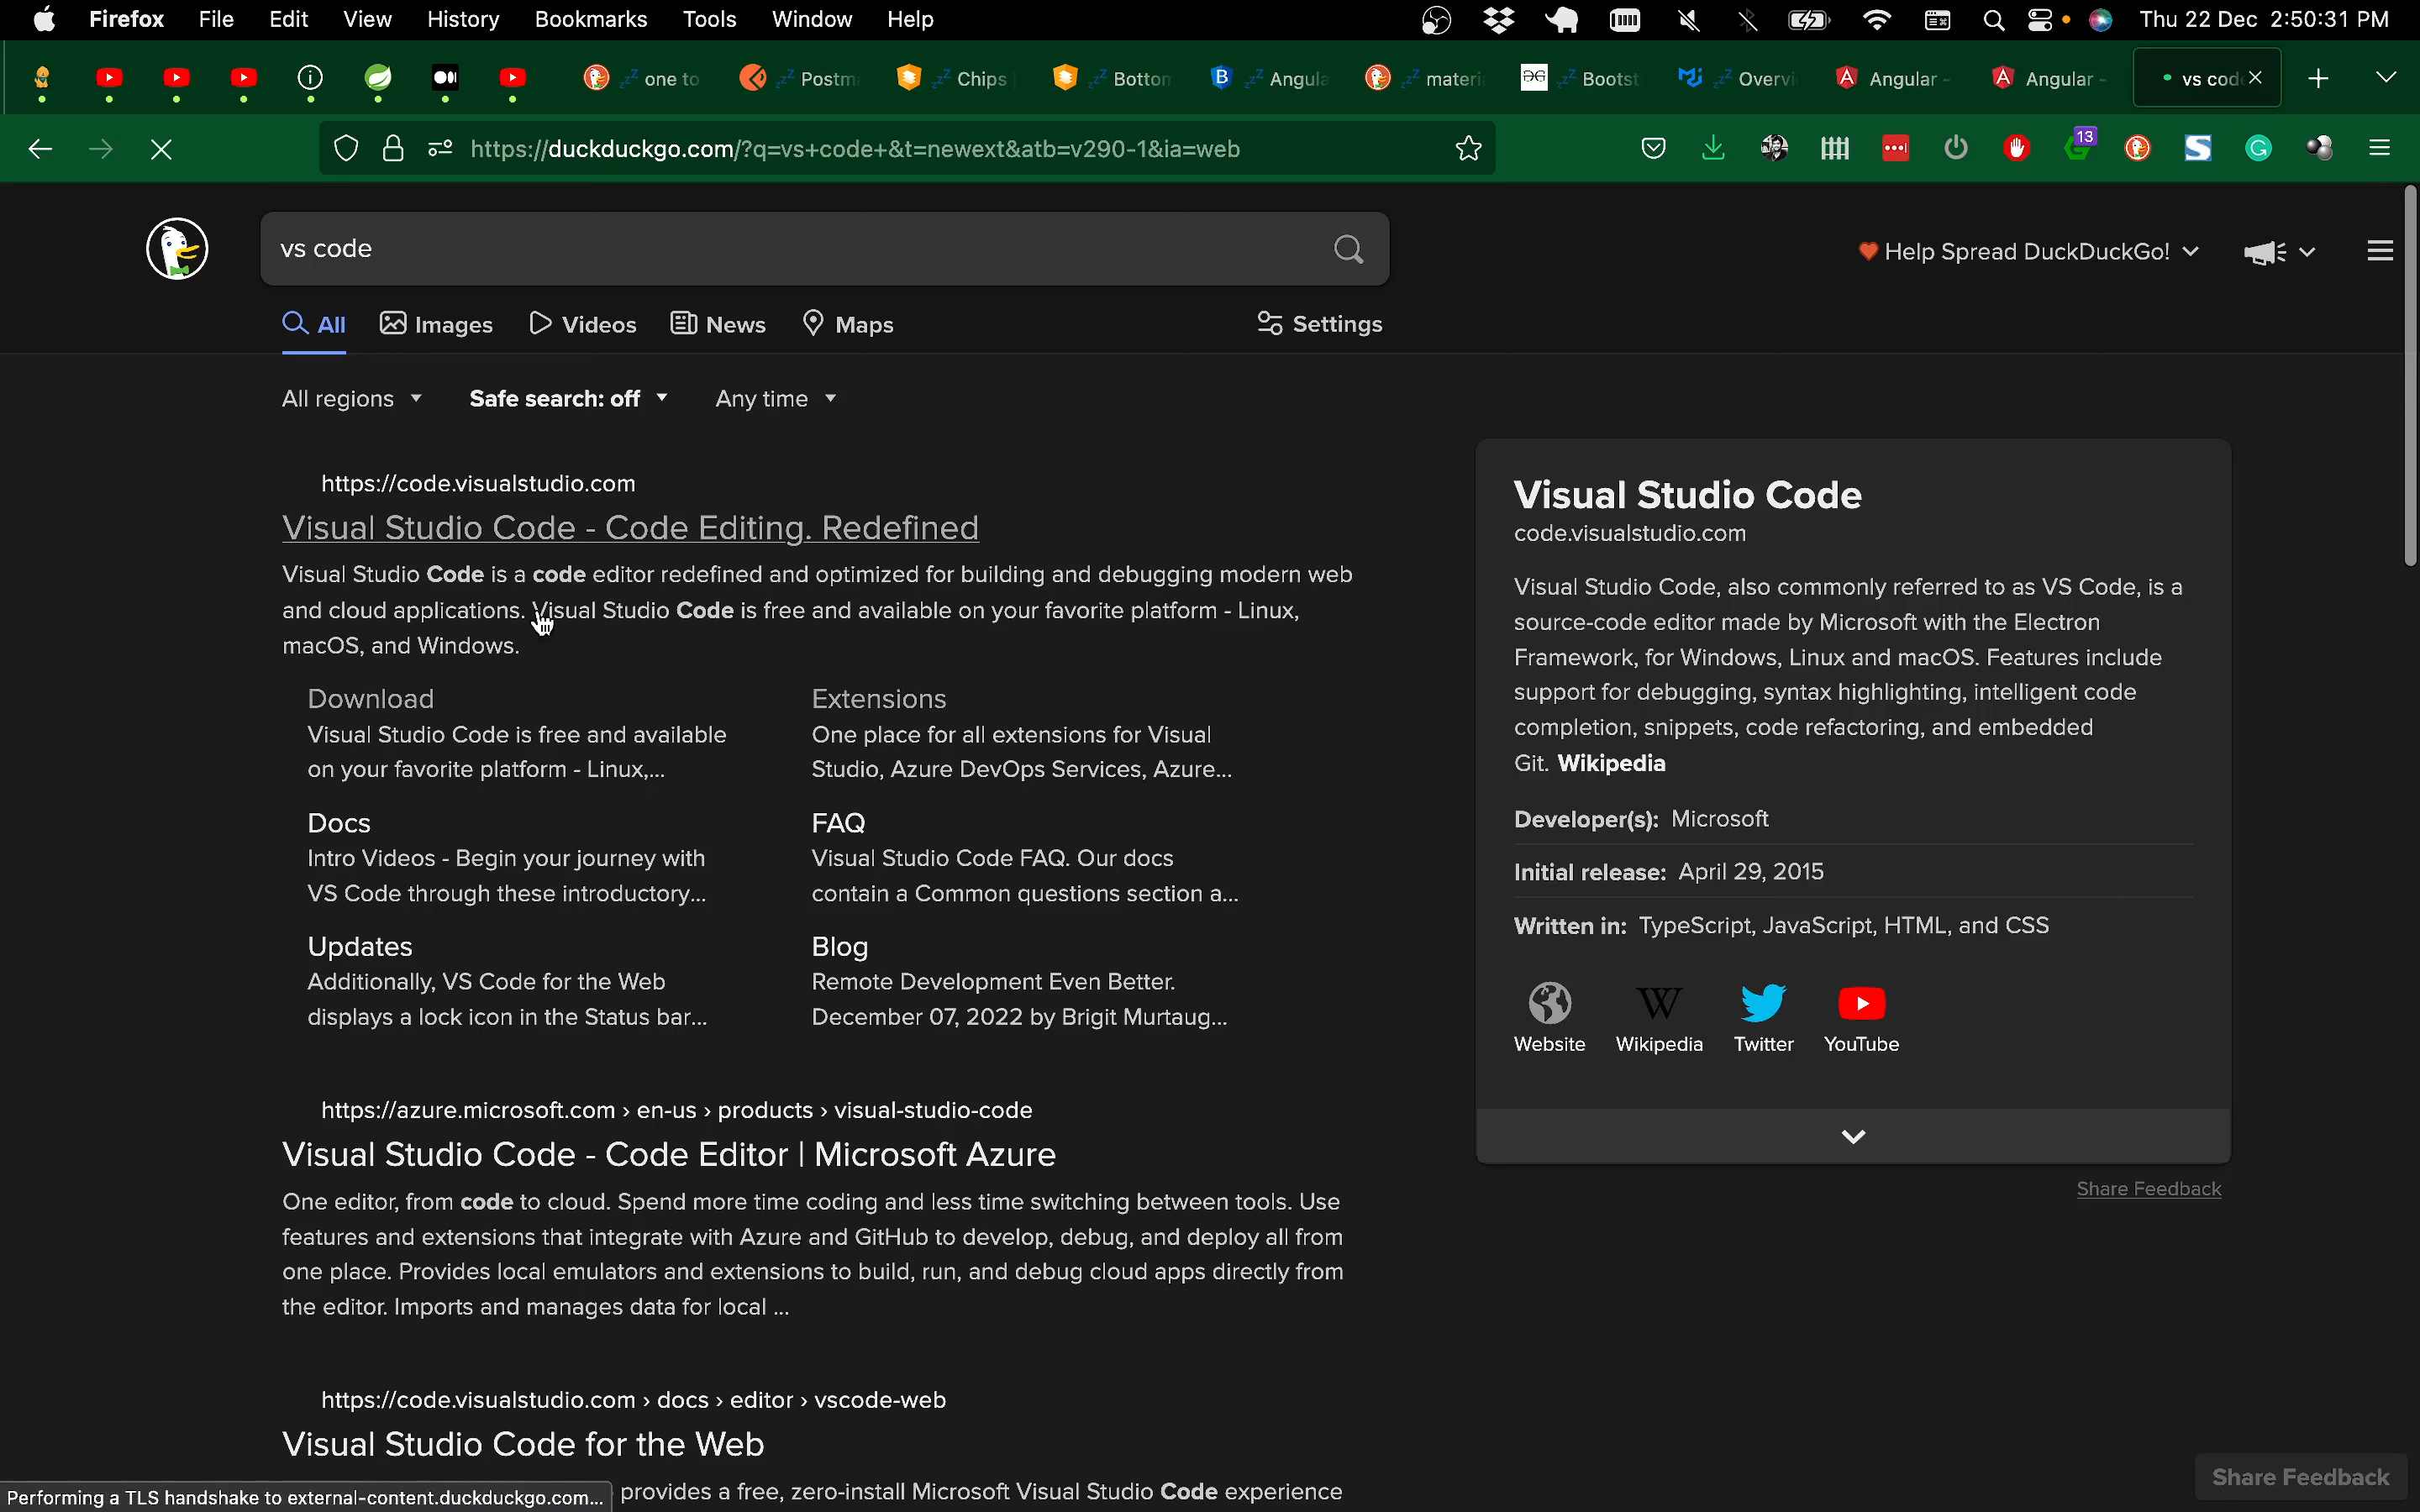 Firefox File Edit View History Bookmarks Tools Window Help Thu 22 Dec 2:50:31 PM
one to Postm Chips Bottom Angula materi Bootst Overvi Angular - Angular - vs cod
https://duckduckgo.com/?q=vs+code+&t=newext&atb=v290-1&ia=web 13
vs code
Help Spread DuckDuckGo!
All Images Videos News Maps Settings
All regions Safe search: off Any time
https://code.visualstudio.com
Visual Studio Code - Code Editing. Redefined
Visual Studio Code is a code editor redefined and optimized for building and debugging modern web
and cloud applications. Visual Studio Code is free and available on your favorite platform - Linux,
macOS, and Windows.
Download
Visual Studio Code is free and available
on your favorite platform - Linux,...
Extensions
One place for all extensions for Visual
Studio, Azure DevOps Services, Azure...
Docs
Intro Videos - Begin your journey with
VS Code through these introductory...
FAQ
Visual Studio Code FAQ. Our docs
contain a Common questions section a...
Updates
Additionally, VS Code for the Web
displays a lock icon in the Status bar...
Blog
Remote Development Even Better.
December 07, 2022 by Brigit Murtaug...
https://azure.microsoft.com › en-us › products › visual-studio-code
Visual Studio Code - Code Editor | Microsoft Azure
One editor, from code to cloud. Spend more time coding and less time switching between tools. Use
features and extensions that integrate with Azure and GitHub to develop, debug, and deploy all from
one place. Provides local emulators and extensions to build, run, and debug cloud apps directly from
the editor. Imports and manages data for local ...
https://code.visualstudio.com › docs › editor › vscode-web
Visual Studio Code for the Web
provides a free, zero-install Microsoft Visual Studio Code experience
Performing a TLS handshake to external-content.duckduckgo.com...
Visual Studio Code
code.visualstudio.com
Visual Studio Code, also commonly referred to as VS Code, is a
source-code editor made by Microsoft with the Electron
Framework, for Windows, Linux and macOS. Features include
support for debugging, syntax highlighting, intelligent code
completion, snippets, code refactoring, and embedded
Git. Wikipedia
Developer(s): Microsoft
Initial release: April 29, 2015
Written in: TypeScript, JavaScript, HTML, and CSS
Website Wikipedia Twitter YouTube
Share Feedback
Share Feedback